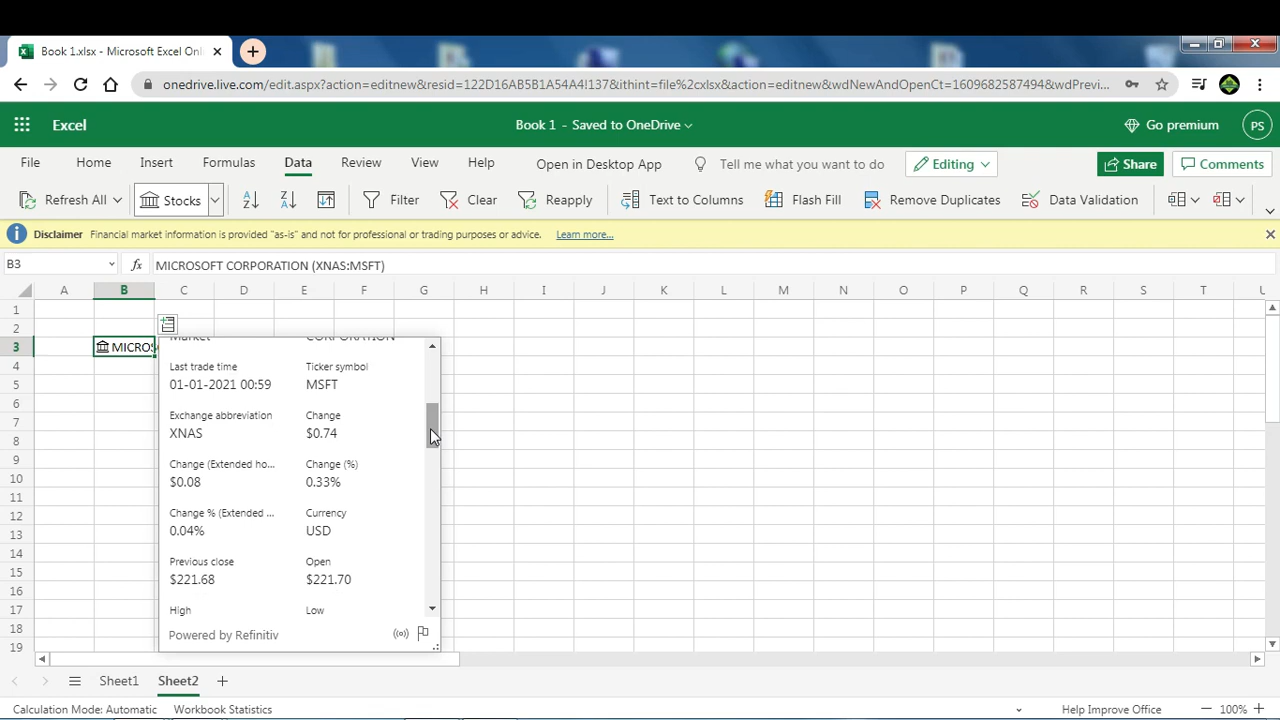 Book 1.xlsx - Microsoft Excel Onl
onedrive.live.com/edit.aspx?action=editnew&resid=122D16AB5B1A54A4!137&ithint=file%2cxlsx&action=editnew&wdNewAndOpenCt=1609682587494&wdPrevi...
Excel
Book 1 - Saved to OneDrive
Go premium
PS
File Home Insert Formulas Data Review View Help Open in Desktop App Tell me what you want to do Editing Share Comments
Refresh All Stocks Filter Clear Reapply Text to Columns Flash Fill Remove Duplicates Data Validation
Disclaimer Financial market information is provided "as-is" and not for professional or trading purposes or advice. Learn more...
B3 fx MICROSOFT CORPORATION (XNAS:MSFT)
A B C D E F G H I J K L M N O P Q R S T U
1
2
3 MICROS
Market CORPORATION
4 Last trade time Ticker symbol
5 01-01-2021 00:59 MSFT
6
7 Exchange abbreviation Change
8 XNAS $0.74
9
10 Change (Extended ho... Change (%)
$0.08 0.33%
11
12 Change % (Extended ... Currency
13 0.04% USD
14
15 Previous close Open
$221.68 $221.70
16
17 High Low
18 Powered by Refinitiv
19
Sheet1 Sheet2
Calculation Mode: Automatic Workbook Statistics Help Improve Office 100%